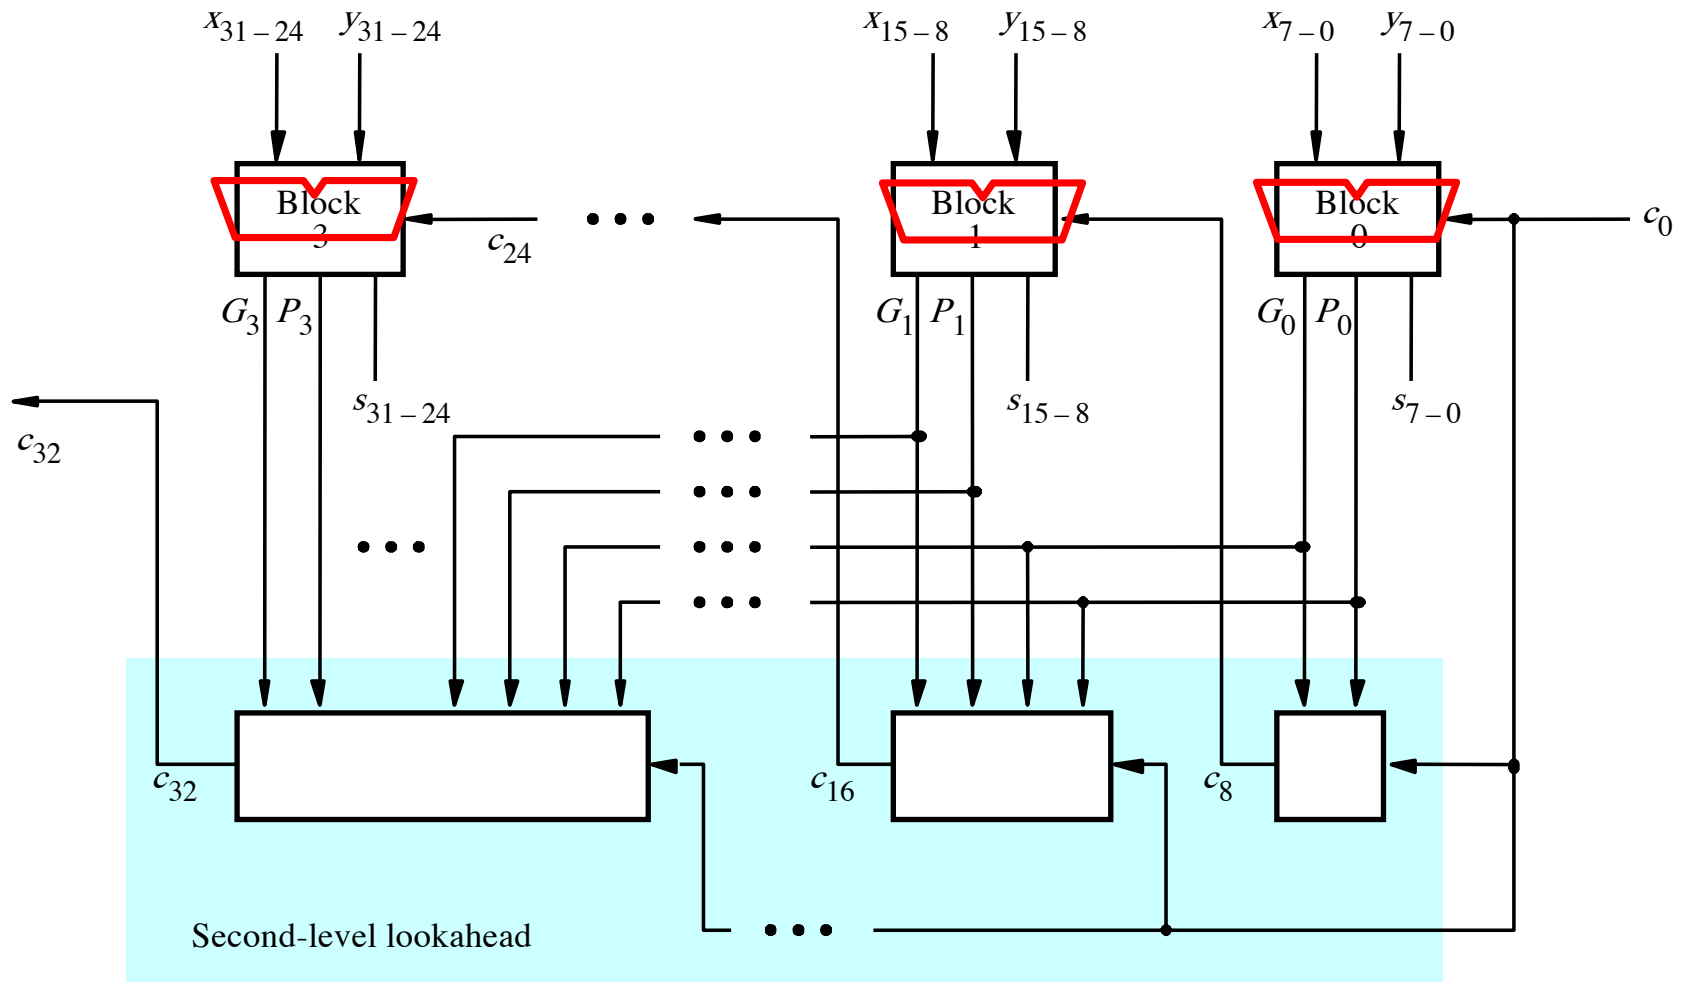 x31–24 y31–24 x15–8 y15–8 x7–0 y7–0
Block
3
Block
1
Block
0
c24
c0
G3 P3 G1 P1 G0 P0
s31–24 s15–8 s7–0
c32
c32 c16 c8
Second-level lookahead